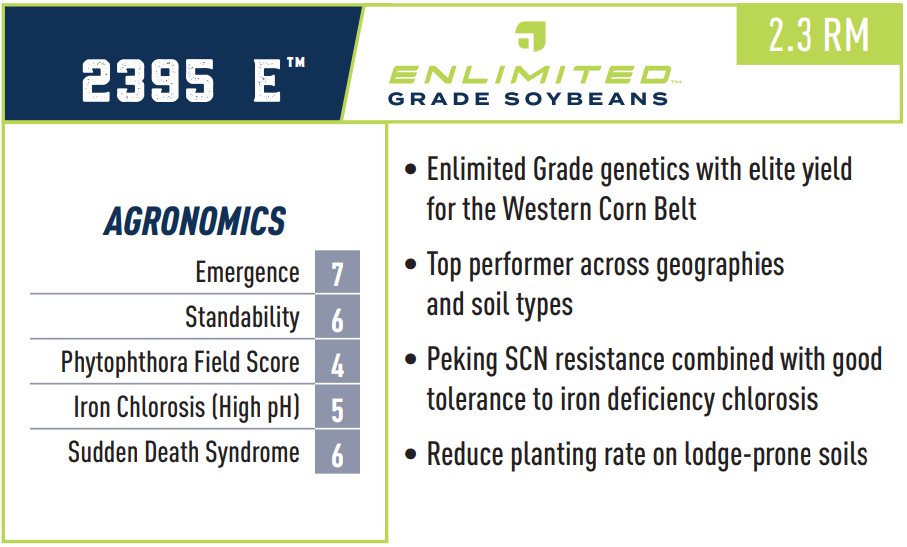 2395 E™
ENLIMITED™
GRADE SOYBEANS
2.3 RM
AGRONOMICS
Emergence 7
Standability 6
Phytophthora Field Score 4
Iron Chlorosis (High pH) 5
Sudden Death Syndrome 6
• Enlimited Grade genetics with elite yield
for the Western Corn Belt
• Top performer across geographies
and soil types
• Peking SCN resistance combined with good
tolerance to iron deficiency chlorosis
• Reduce planting rate on lodge-prone soils